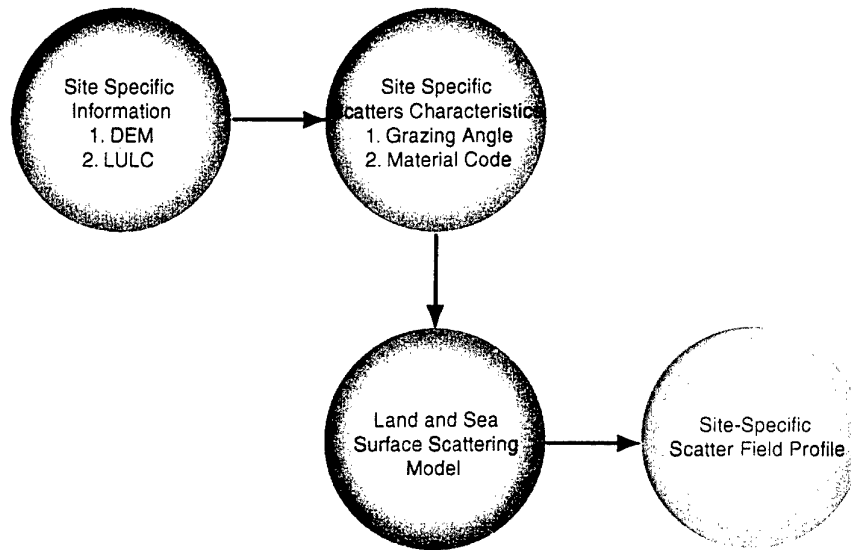 Site Specific
Information
1. DEM
2. LULC
Site Specific
Scatters Characteristics
1. Grazing Angle
2. Material Code
Land and Sea
Surface Scattering
Model
Site-Specific
Scatter Field Profile